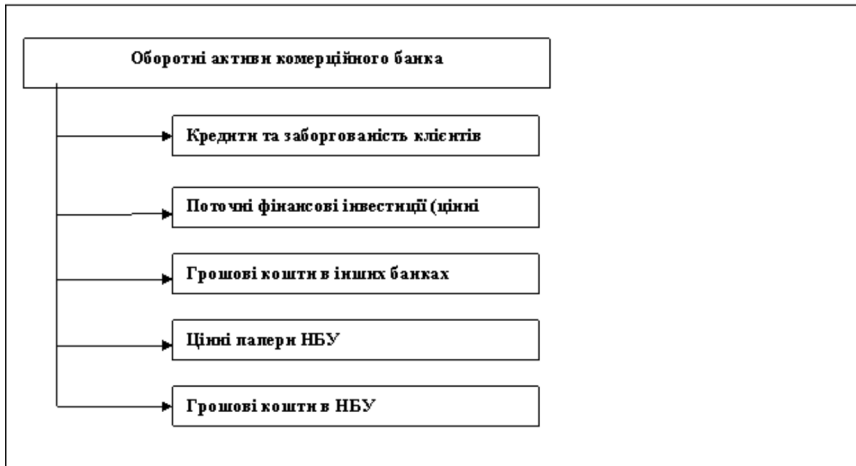 Оборотні активи комерційного банка
Кредити та заборгованість клієнтів
Поточні фінансові інвестиції (цінні
Грошові кошти в інших банках
Цінні папери НБУ
Грошові кошти в НБУ